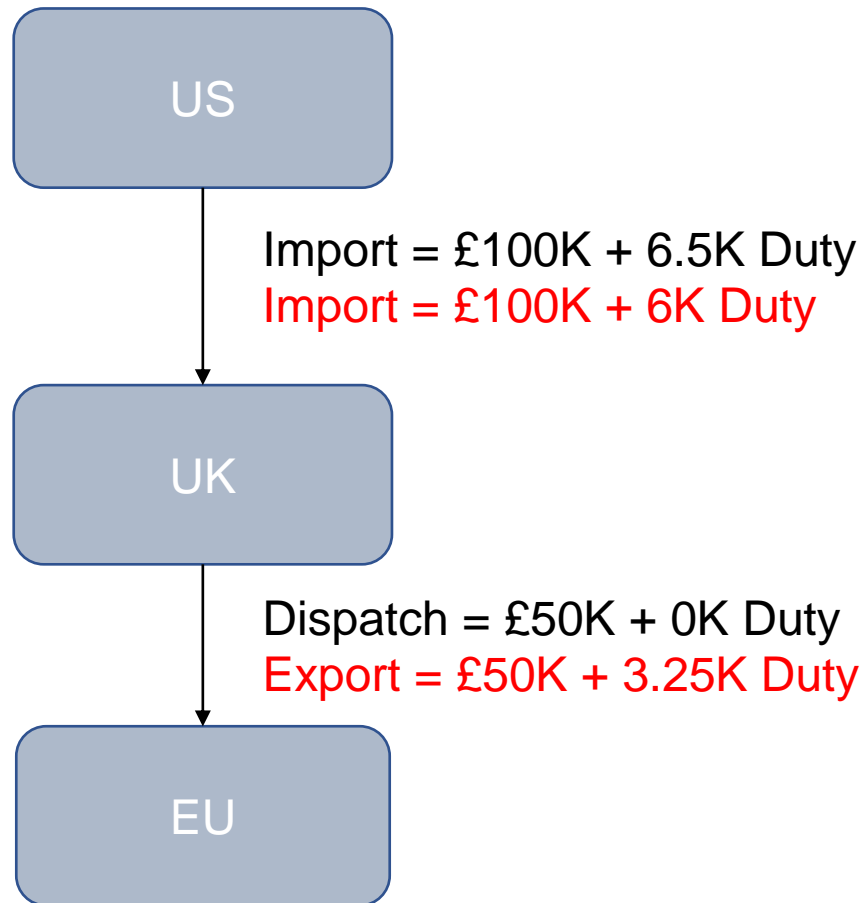 US
Import = £100K + 6.5K Duty
Import = £100K + 6K Duty
UK
Dispatch = £50K + 0K Duty
Export = £50K + 3.25K Duty
EU